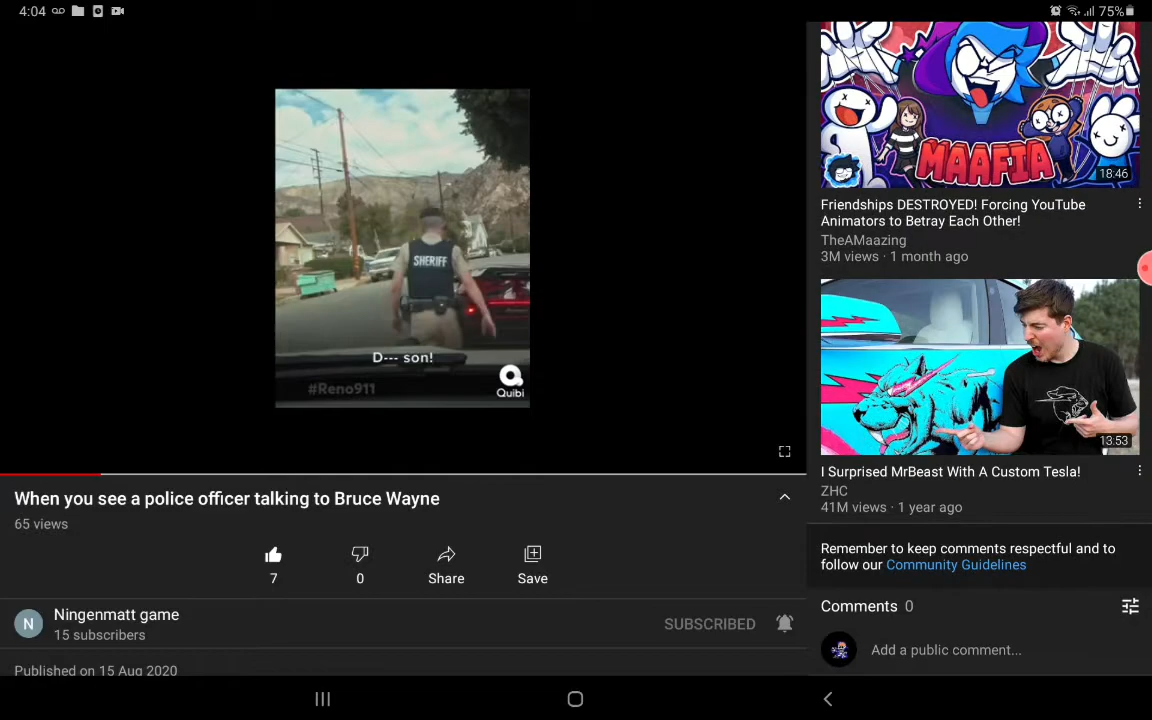 4:04
75%
SHERIFF
D--- son!
#Reno911
Quibi
When you see a police officer talking to Bruce Wayne
65 views
7
0
Share
Save
N
Ningenmatt game
15 subscribers
SUBSCRIBED
Published on 15 Aug 2020
MAAFIA
18:46
Friendships DESTROYED! Forcing YouTube
Animators to Betray Each Other!
TheAMaazing
3M views · 1 month ago
13:53
I Surprised MrBeast With A Custom Tesla!
ZHC
41M views · 1 year ago
Remember to keep comments respectful and to
follow our Community Guidelines
Comments 0
Add a public comment...